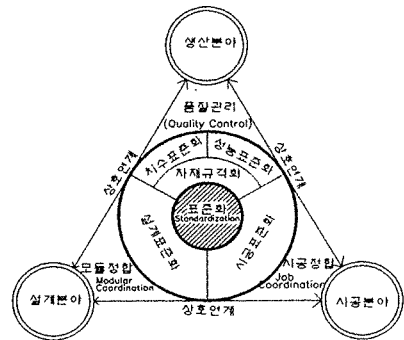 생산분야
품질관리
(Quality Control)
상호연계
상호연계
치수표준화
성능표준화
자재규격화
표준화
Standardization
설계표준화
시공표준화
모듈정합
Modular
Coordination
시공정합
Job
Coordination
설계분야
상호연계
시공분야